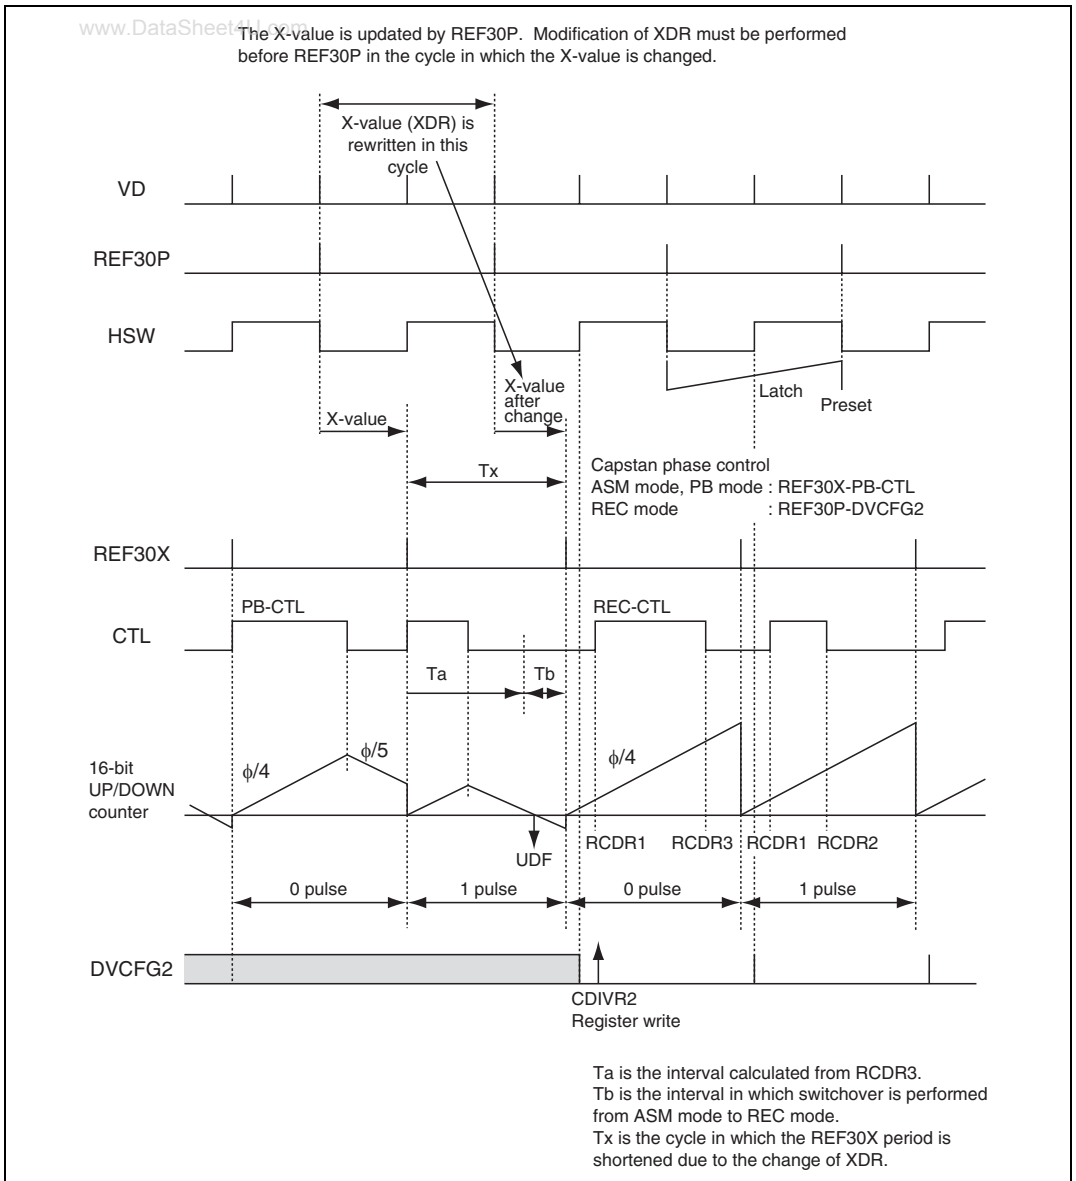 www.DataSheet4U.com
The X-value is updated by REF30P. Modification of XDR must be performed
before REF30P in the cycle in which the X-value is changed.
X-value (XDR) is
rewritten in this
cycle
VD
REF30P
HSW
X-value
after
change
Latch
Preset
X-value
Tx
Capstan phase control
ASM mode, PB mode : REF30X-PB-CTL
REC mode : REF30P-DVCFG2
REF30X
PB-CTL
REC-CTL
CTL
Ta
Tb
16-bit
UP/DOWN
counter
ϕ/4
ϕ/5
ϕ/4
UDF
RCDR1
RCDR3
RCDR1
RCDR2
0 pulse
1 pulse
0 pulse
1 pulse
DVCFG2
CDIVR2
Register write
Ta is the interval calculated from RCDR3.
Tb is the interval in which switchover is performed
from ASM mode to REC mode.
Tx is the cycle in which the REF30X period is
shortened due to the change of XDR.